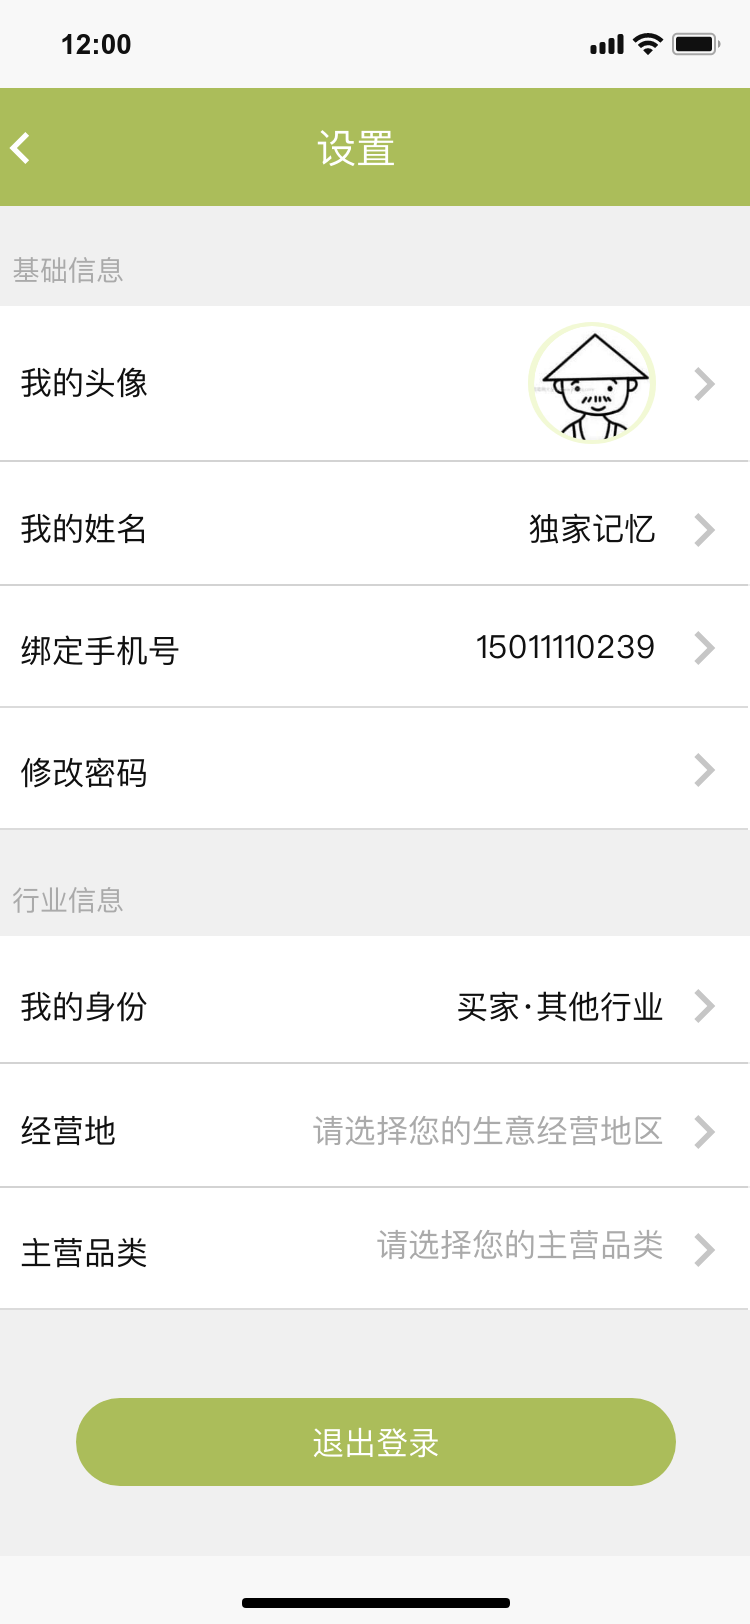 12:00
设置
基础信息
我的头像
我的姓名 独家记忆
绑定手机号 15011110239
修改密码
行业信息
我的身份 买家·其他行业
经营地 请选择您的生意经营地区
主营品类 请选择您的主营品类
退出登录